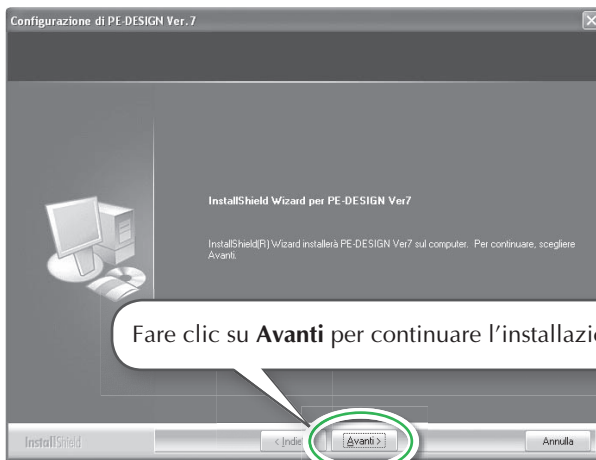 Configurazione di PE-DESIGN Ver.7
InstallShield Wizard per PE-DESIGN Ver7
InstallShield(R) Wizard installerà PE-DESIGN Ver7 sul computer. Per continuare, scegliere
Avanti.
Fare clic su Avanti per continuare l'installazi
InstallShield
< Indie
Avanti >
Annulla